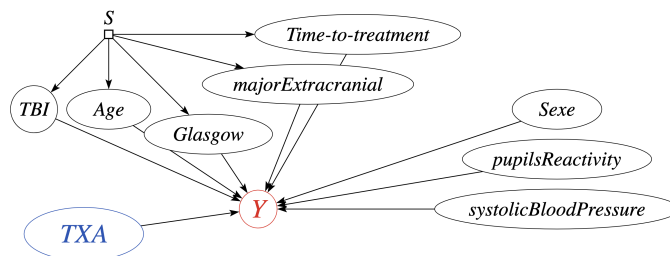 S
Time-to-treatment
majorExtracranial
TBI
Age
Sexe
Glasgow
pupilsReactivity
Y
systolicBloodPressure
TXA